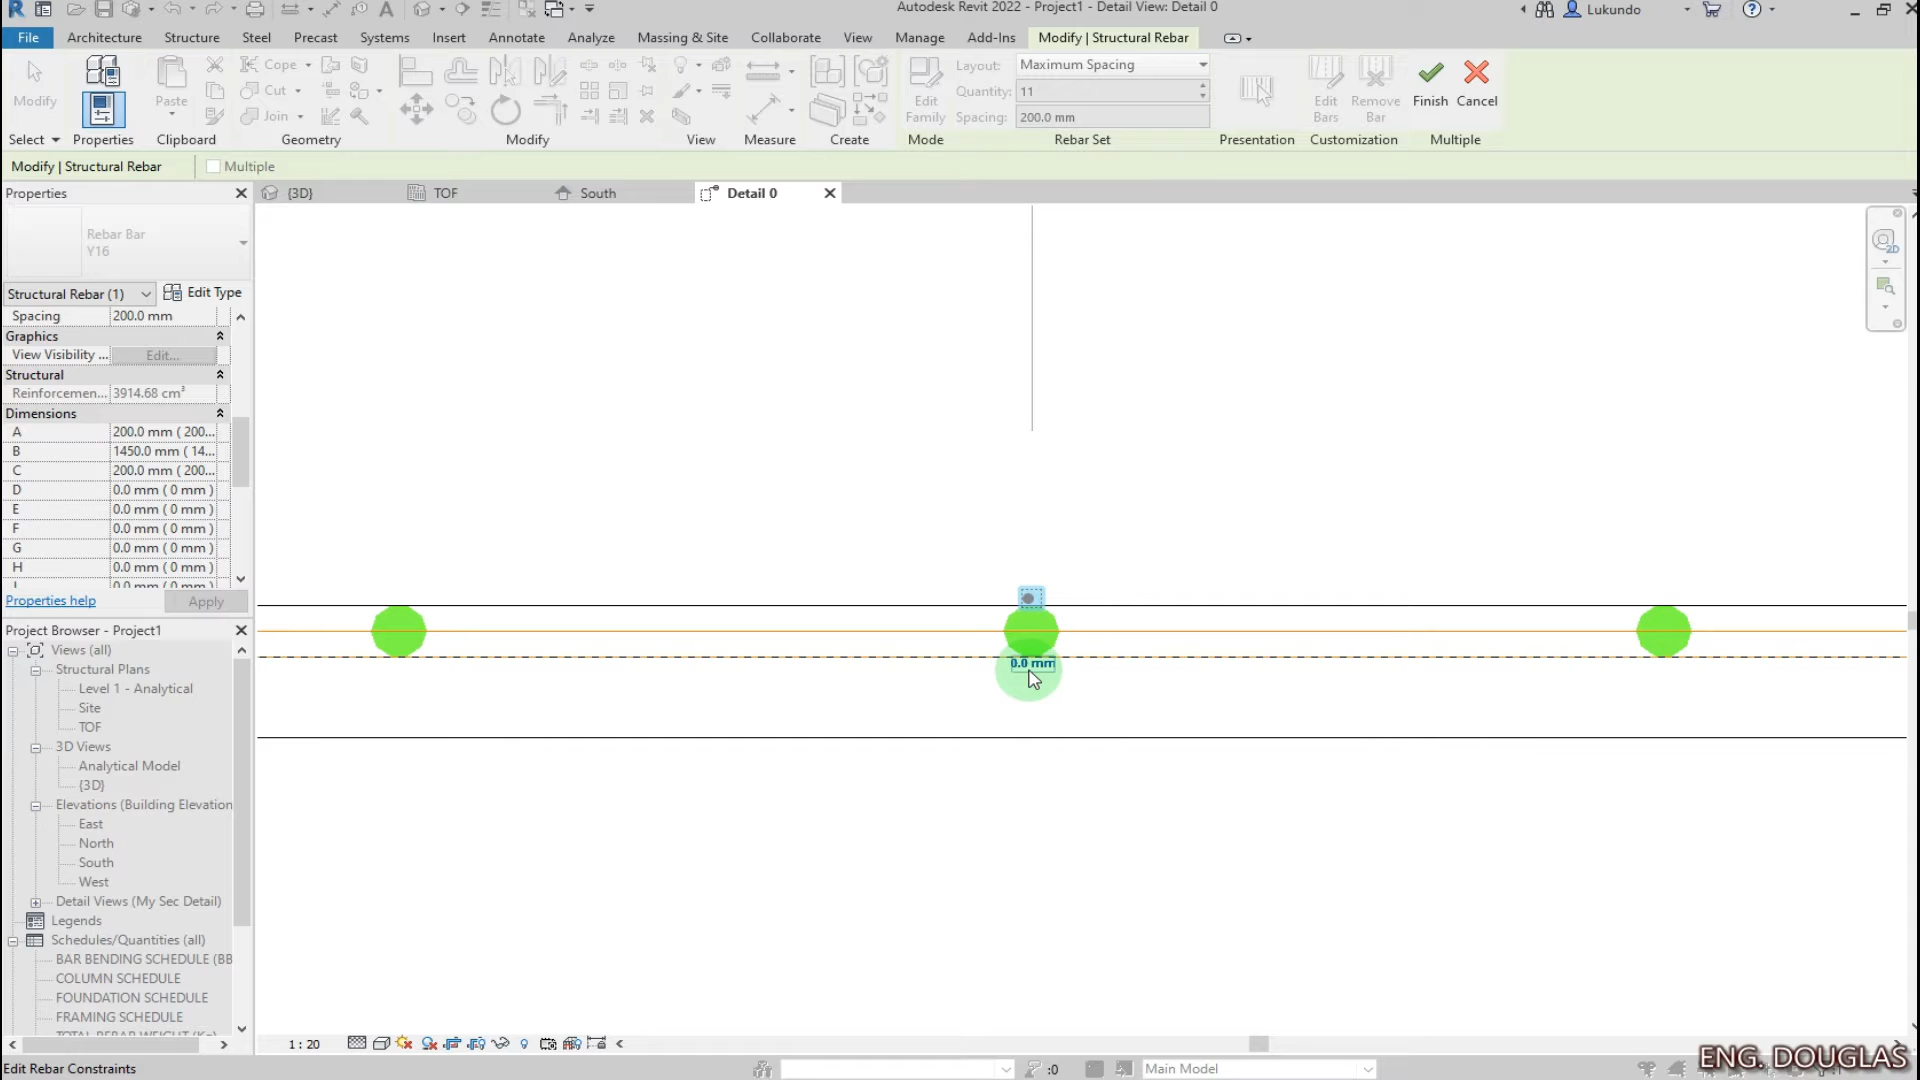 Autodesk Revit 2022 - Project1 - Detail View: Detail 0
Lukundo
File Architecture Structure Steel Precast Systems Insert Annotate Analyze Massing & Site Collaborate View Manage Add-Ins Modify | Structural Rebar
Modify
Paste
Cope
Cut
Join
Edit
Family
Layout: Maximum Spacing
Quantity: 11
Spacing: 200.0 mm
Edit
Bars
Remove
Bar
Finish Cancel
Select Properties Clipboard Geometry Modify View Measure Create Mode Rebar Set Presentation Customization Multiple
Modify | Structural Rebar Multiple
Properties
{3D} TOF South Detail 0
Rebar Bar
Y16
2D
Structural Rebar (1) Edit Type
Spacing 200.0 mm
Graphics
View Visibility ... Edit...
Structural
Reinforcemen... 3914.68 cm³
Dimensions
A 200.0 mm ( 200...
B 1450.0 mm ( 14...
C 200.0 mm ( 200...
D 0.0 mm ( 0 mm )
E 0.0 mm ( 0 mm )
F 0.0 mm ( 0 mm )
G 0.0 mm ( 0 mm )
H 0.0 mm ( 0 mm )
Properties help Apply
0.0 mm
Project Browser - Project1
Views (all)
Structural Plans
Level 1 - Analytical
Site
TOF
3D Views
Analytical Model
{3D}
Elevations (Building Elevation
East
North
South
West
Detail Views (My Sec Detail)
Legends
Schedules/Quantities (all)
BAR BENDING SCHEDULE (BB
COLUMN SCHEDULE
FOUNDATION SCHEDULE
FRAMING SCHEDULE
1 : 20
Edit Rebar Constraints
:0
Main Model
ENG. DOUGLAS